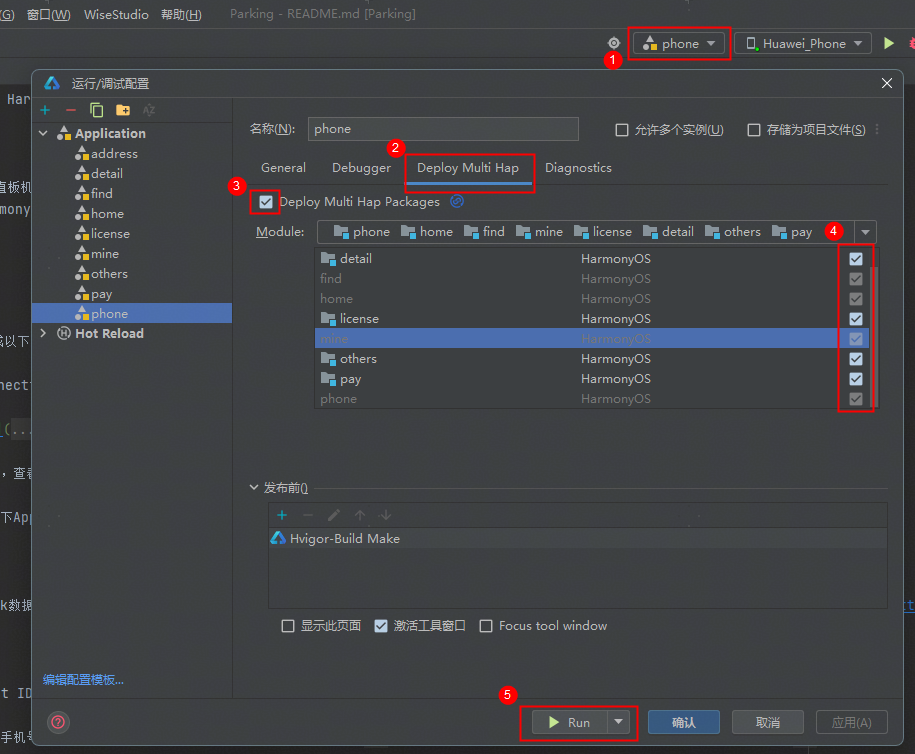 (G) 窗口(W) WiseStudio 帮助(H) Parking - README.md [Parking]
phone Huawei_Phone
1
运行/调试配置
Har
名称(N): phone 允许多个实例(U) 存储为项目文件(S)
Application
address
detail
find
home
license
mine
others
pay
phone
Hot Reload
2
General Debugger Deploy Multi Hap Diagnostics
3
Deploy Multi Hap Packages
Module: phone home find mine license detail others pay 4
detail HarmonyOS
find HarmonyOS
home HarmonyOS
license HarmonyOS
mine HarmonyOS
others HarmonyOS
pay HarmonyOS
phone HarmonyOS
直板机
mony
以下
nect
(...
，查
下App
k数据
t ID
手机号
发布前()
Hvigor-Build Make
显示此页面 激活工具窗口 Focus tool window
编辑配置模板...
5
Run 确认 取消 应用(A)